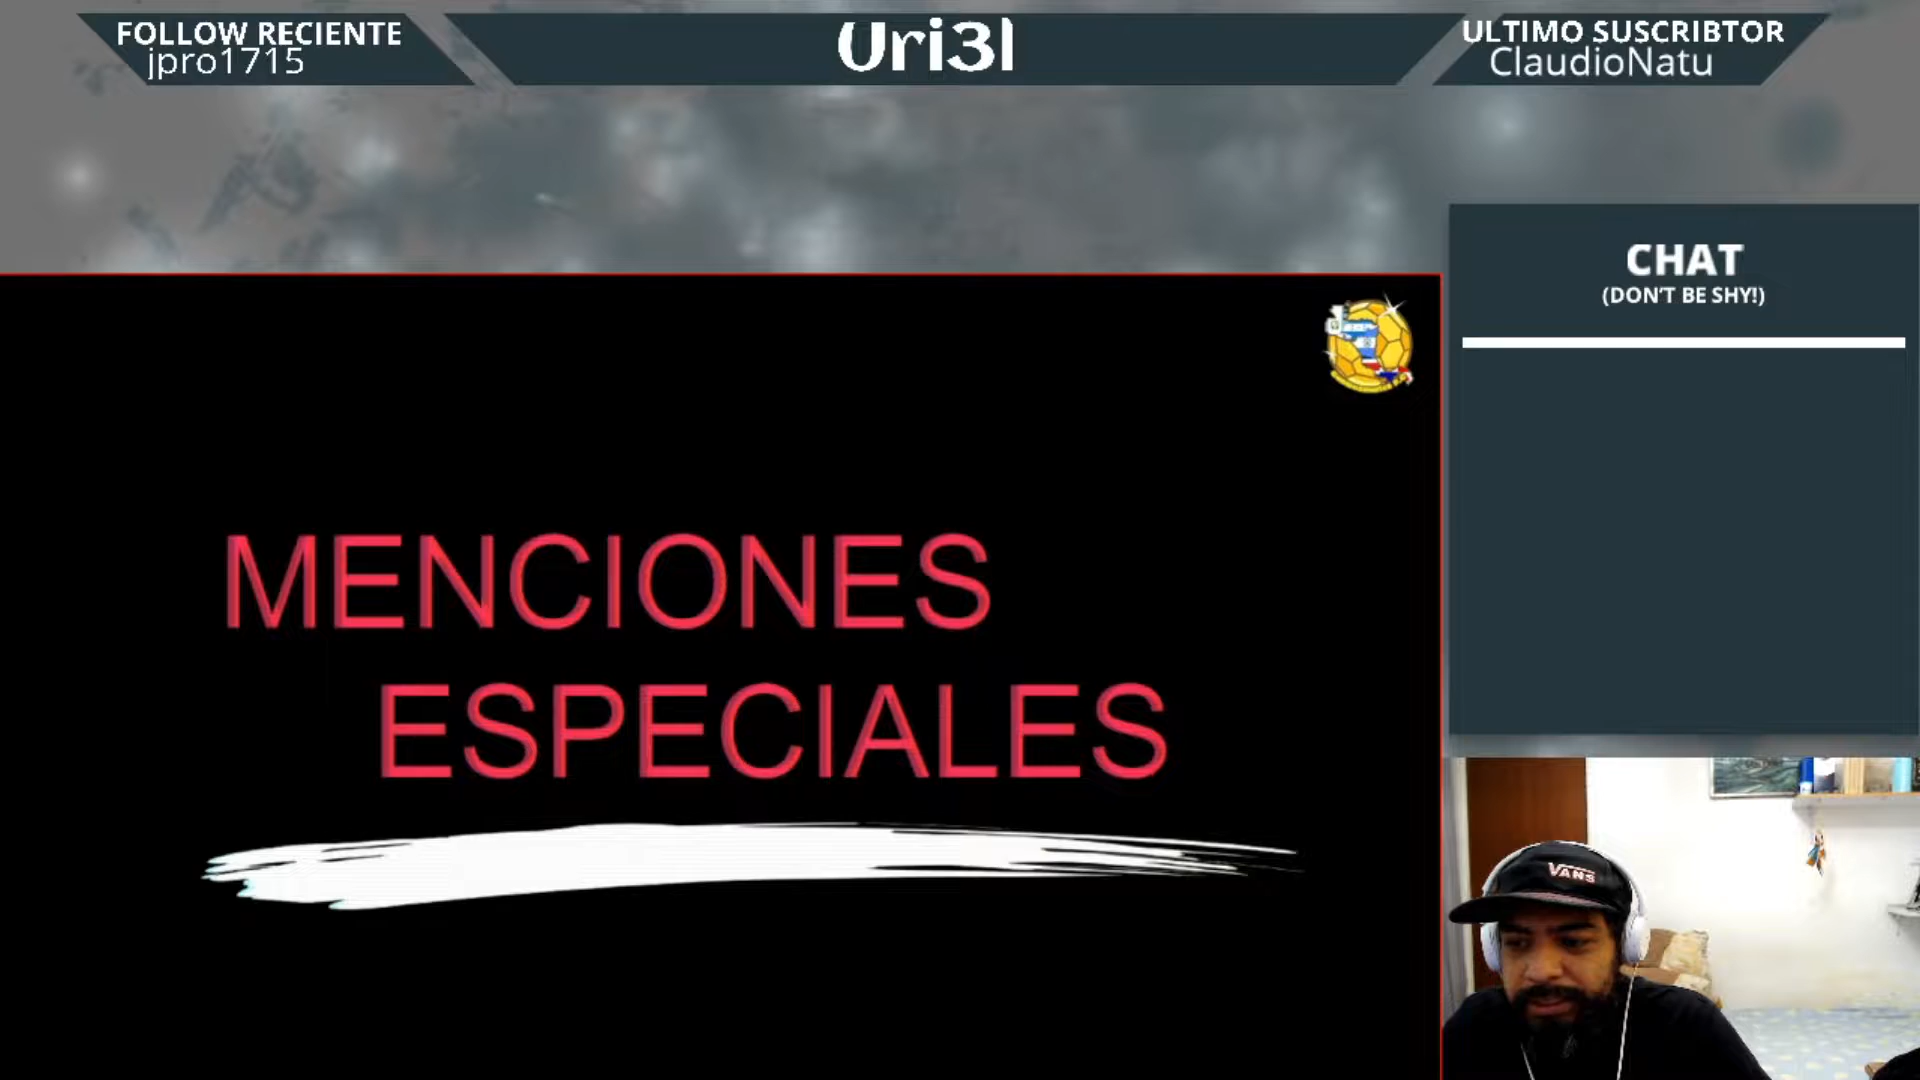 FOLLOW RECIENTE
jpro1715
Uri3l
ULTIMO SUSCRIBTOR
ClaudioNatu
CHAT
(DON'T BE SHY!)
MENCIONES
ESPECIALES
VANS